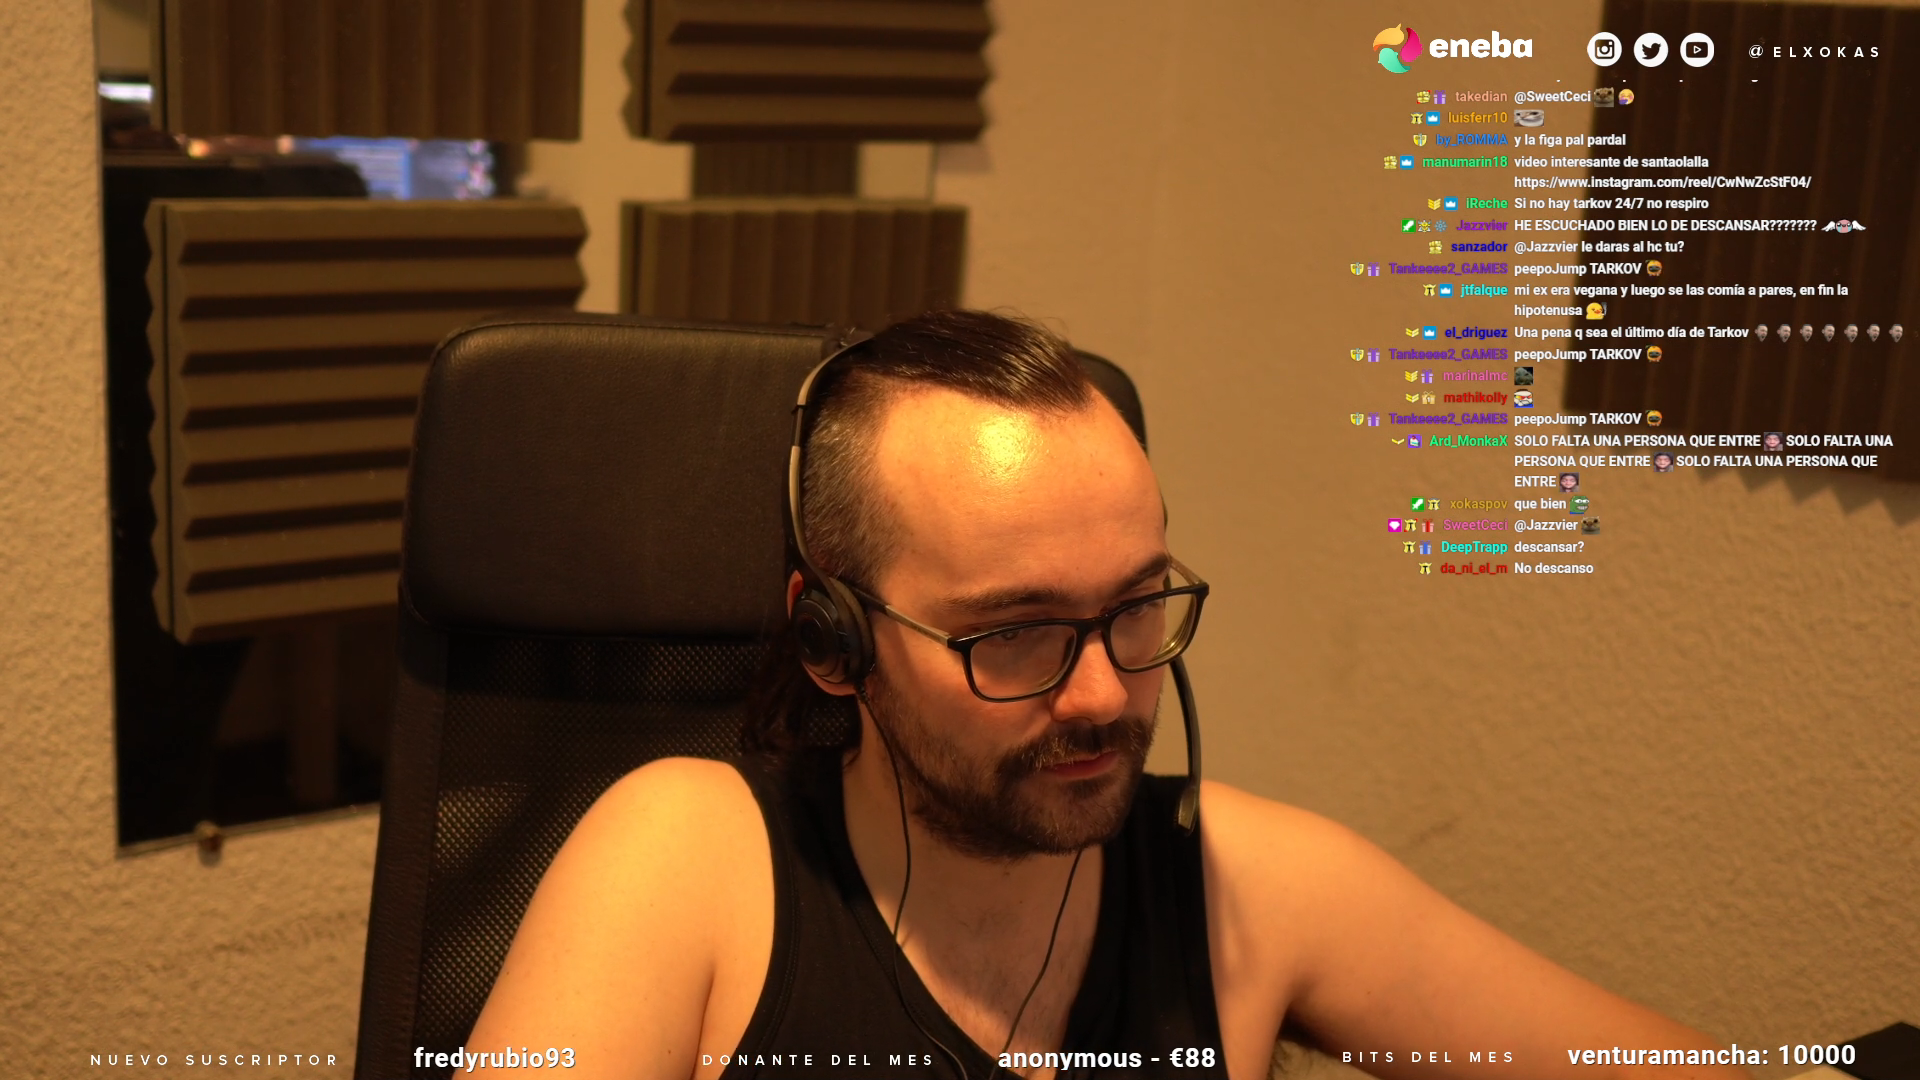 eneba
@ELXOKAS
takedian @SweetCeci
luisferr10
by_ROMMA y la figa pal pardal
manumarin18 video interesante de santaolalla
https://www.instagram.com/reel/CwNwZcStF04/
IReche Si no hay tarkov 24/7 no respiro
Jazzvier HE ESCUCHADO BIEN LO DE DESCANSAR???????
sanzador @Jazzvier le daras al hc tu?
Tankeeee2_GAMES peepoJump TARKOV
jtfalque mi ex era vegana y luego se las comía a pares, en fin la
hipotenusa
el_driguez Una pena q sea el último día de Tarkov
Tankeeee2_GAMES peepoJump TARKOV
marinalmc
mathikolly
Tankeeee2_GAMES peepoJump TARKOV
Ard_MonkaX SOLO FALTA UNA PERSONA QUE ENTRE SOLO FALTA UNA
PERSONA QUE ENTRE SOLO FALTA UNA PERSONA QUE
ENTRE
xokaspov que bien
SweetCeci @Jazzvier
DeepTrapp descansar?
da_ni_el_m No descanso
NUEVO SUSCRIPTOR fredyrubio93 DONANTE DEL MES anonymous - €88 BITS DEL MES venturamancha: 10000